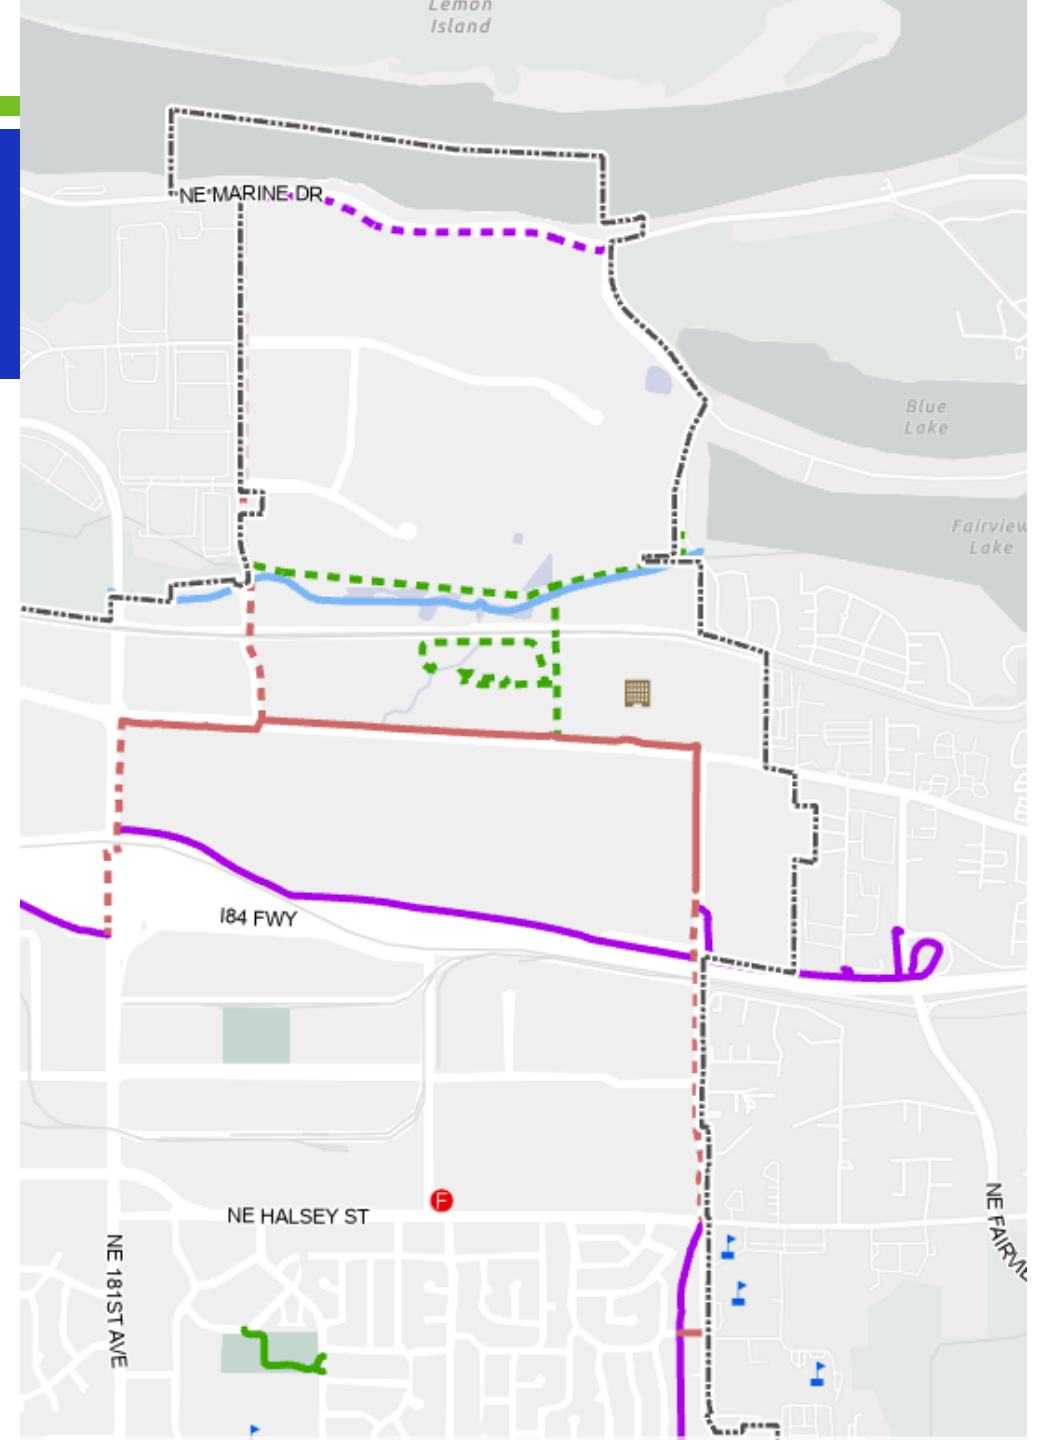 Lemon
Island
NE MARINE DR
Blue
Lake
Fairview
Lake
I84 FWY
F
NE HALSEY ST
NE 181ST AVE
NE FAIRVIE